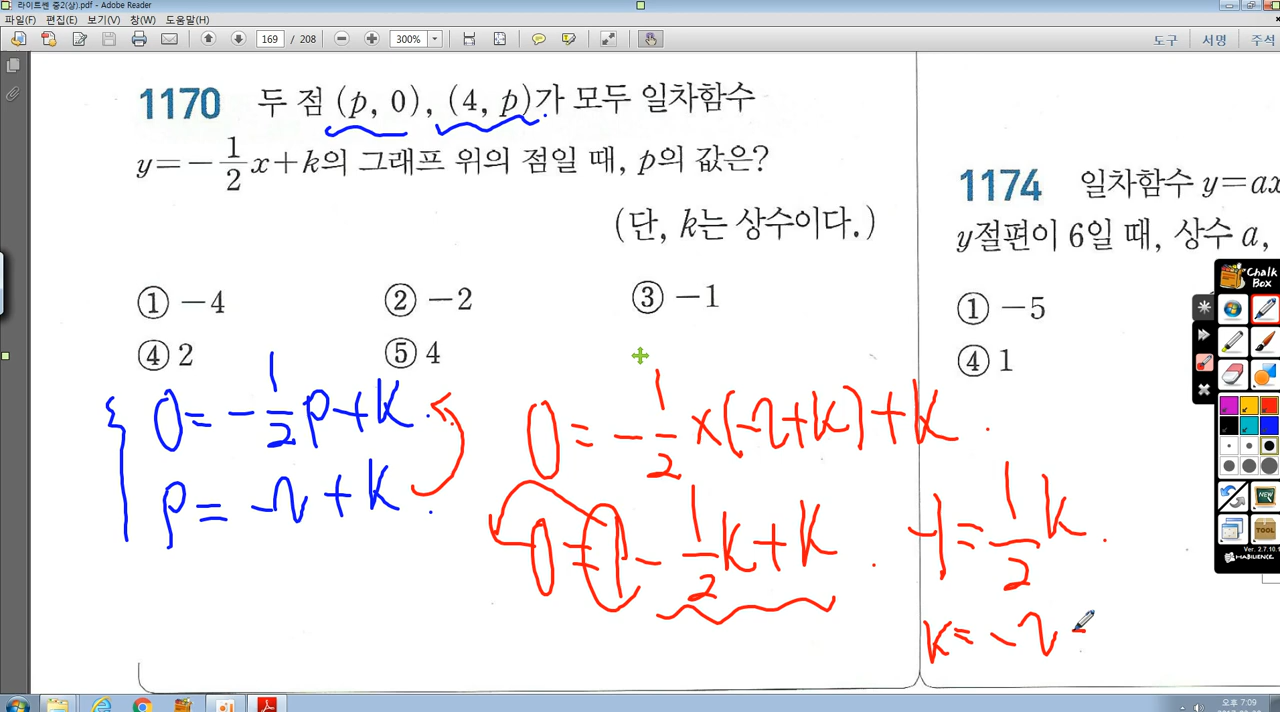 라이트쎈 중2(상).pdf - Adobe Reader
파일(F) 편집(E) 보기(V) 창(W) 도움말(H)
169 / 208 300% 도구 서명 주석
1170 두 점 (p, 0), (4, p)가 모두 일차함수
y=-1/2x+k의 그래프 위의 점일 때, p의 값은?
(단, k는 상수이다.)
① -4 ② -2 ③ -1
④ 2 ⑤ 4
0=-1/2p+k.
p=-2+k.
0=-1/2×(-2+k)+k.
0=1-1/2k+k.
-1=1/2k.
k=-2
1174 일차함수 y=ax
y절편이 6일 때, 상수 a,
① -5
④ 1
Chalk Box
NEW
TOOL
Ver. 2.7.10.
HABILIENCE
오후 7:09